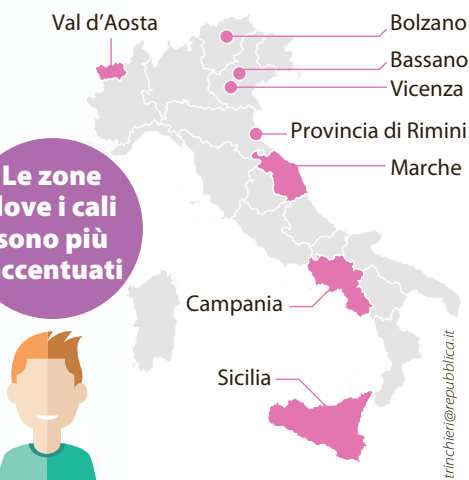 Val d'Aosta
Bolzano
Bassano
Vicenza
Provincia di Rimini
Marche
Le zone
dove i cali
sono più
accentuati
Campania
Sicilia
trinchieri@repubblica.it